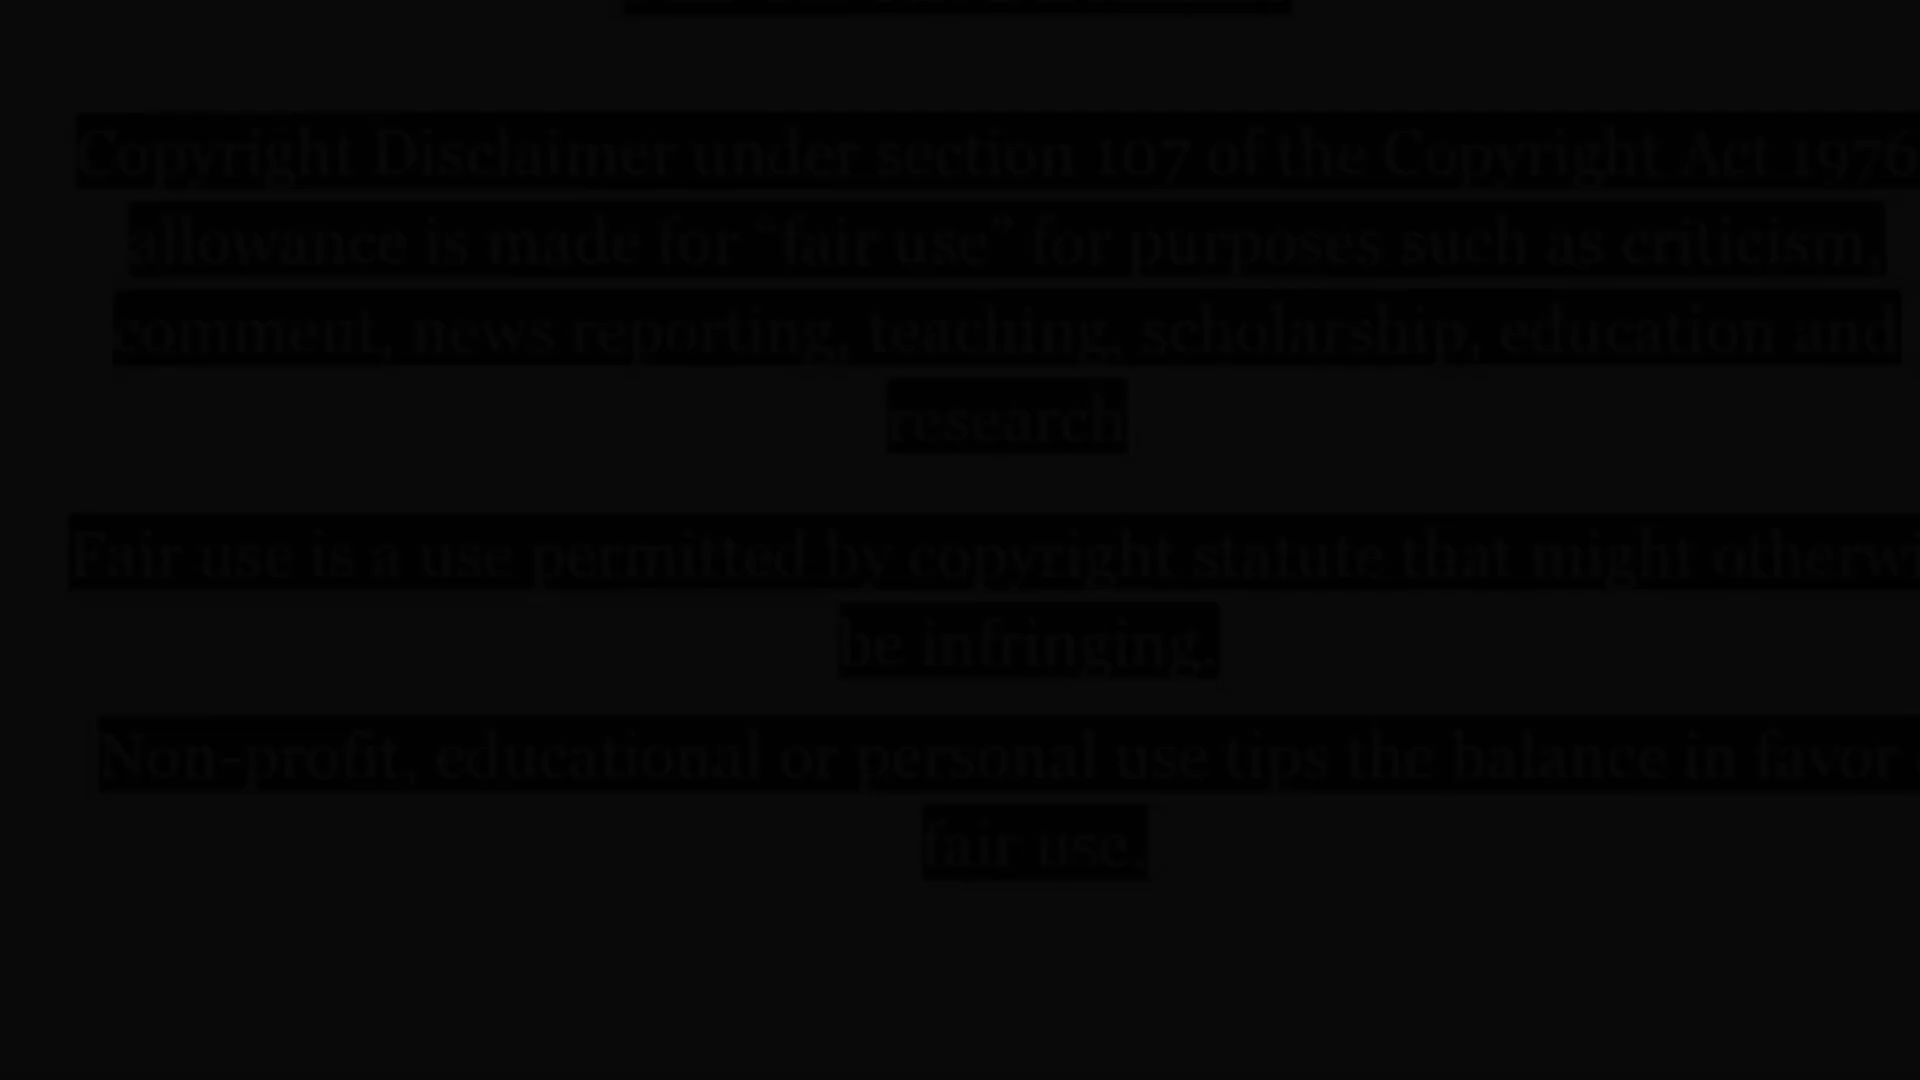 Copyright Disclaimer under section 107 of the Copyright Act 1976
allowance is made for "fair use" for purposes such as criticism,
comment, news reporting, teaching, scholarship, education and
research
Fair use is a use permitted by copyright statute that might otherwi
be infringing.
Non-profit, educational or personal use tips the balance in favor
fair use.